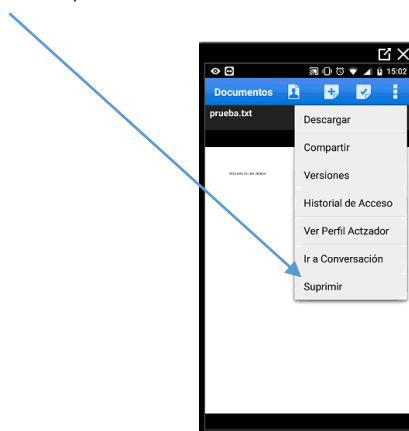 15:02
Documentos
prueba.txt
Descargar
Compartir
Versiones
Historial de Acceso
Ver Perfil Actzador
Ir a Conversación
Suprimir